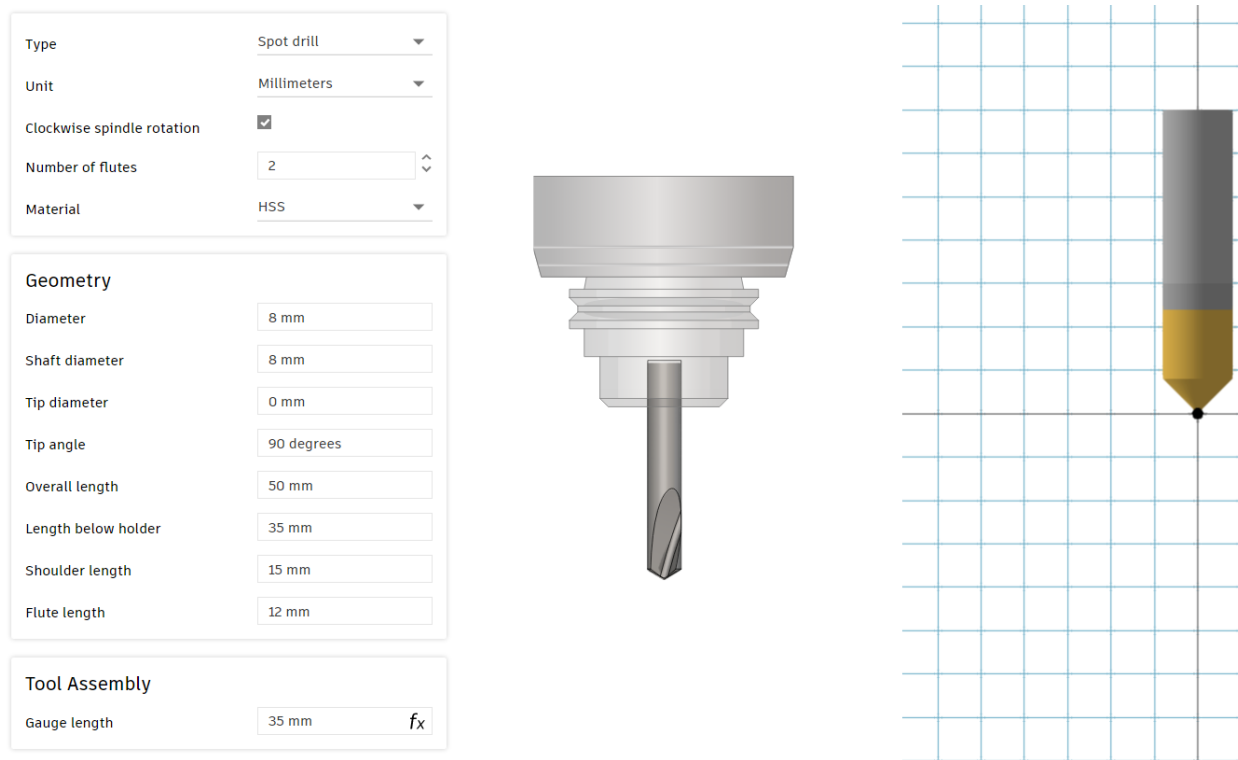 Type Spot drill
Unit Millimeters
Clockwise spindle rotation
Number of flutes 2
Material HSS
Geometry
Diameter 8 mm
Shaft diameter 8 mm
Tip diameter 0 mm
Tip angle 90 degrees
Overall length 50 mm
Length below holder 35 mm
Shoulder length 15 mm
Flute length 12 mm
Tool Assembly
Gauge length 35 mm fx